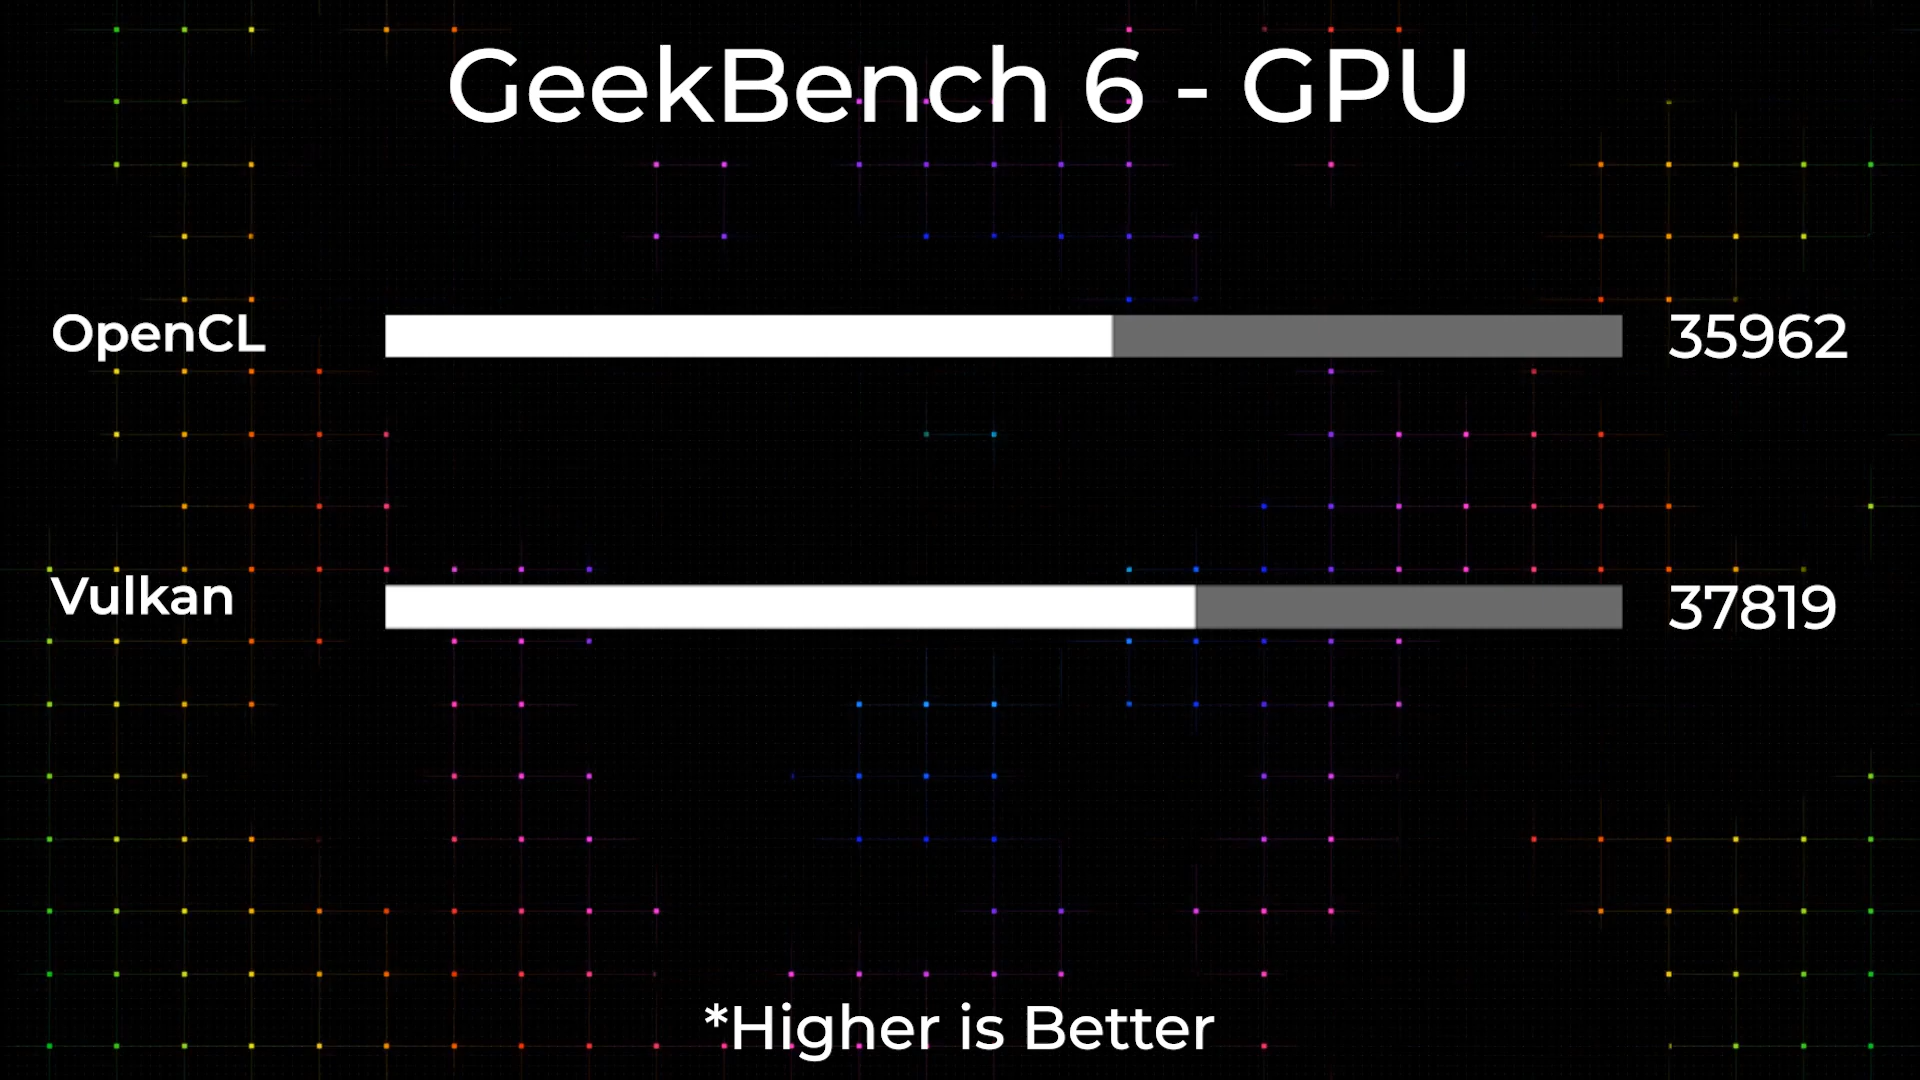 GeekBench 6 - GPU
OpenCL 35962
Vulkan 37819
*Higher is Better